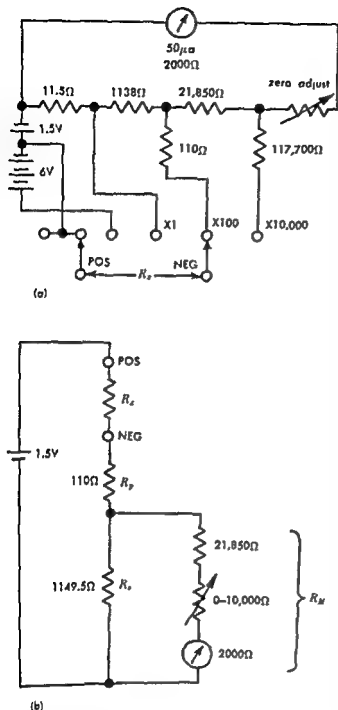 50μa
2000Ω
zero adjust
11.5Ω
1138Ω
21,850Ω
1.5V
110Ω
117,700Ω
6V
X1
X100
X10,000
POS
Rx
NEG
(a)
POS
Rx
NEG
1.5V
110Ω
Rp
21,850Ω
1149.5Ω
Rs
0–10,000Ω
RM
2000Ω
(b)